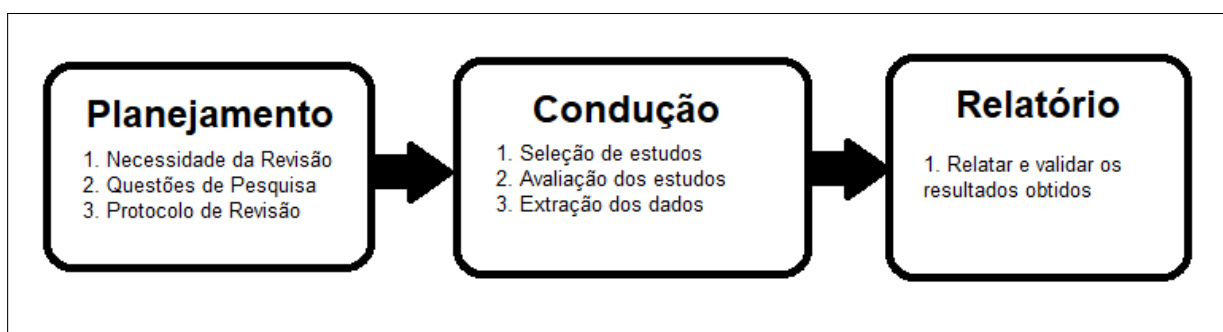 Planejamento
1. Necessidade da Revisão
2. Questões de Pesquisa
3. Protocolo de Revisão
Condução
1. Seleção de estudos
2. Avaliação dos estudos
3. Extração dos dados
Relatório
1. Relatar e validar os
resultados obtidos